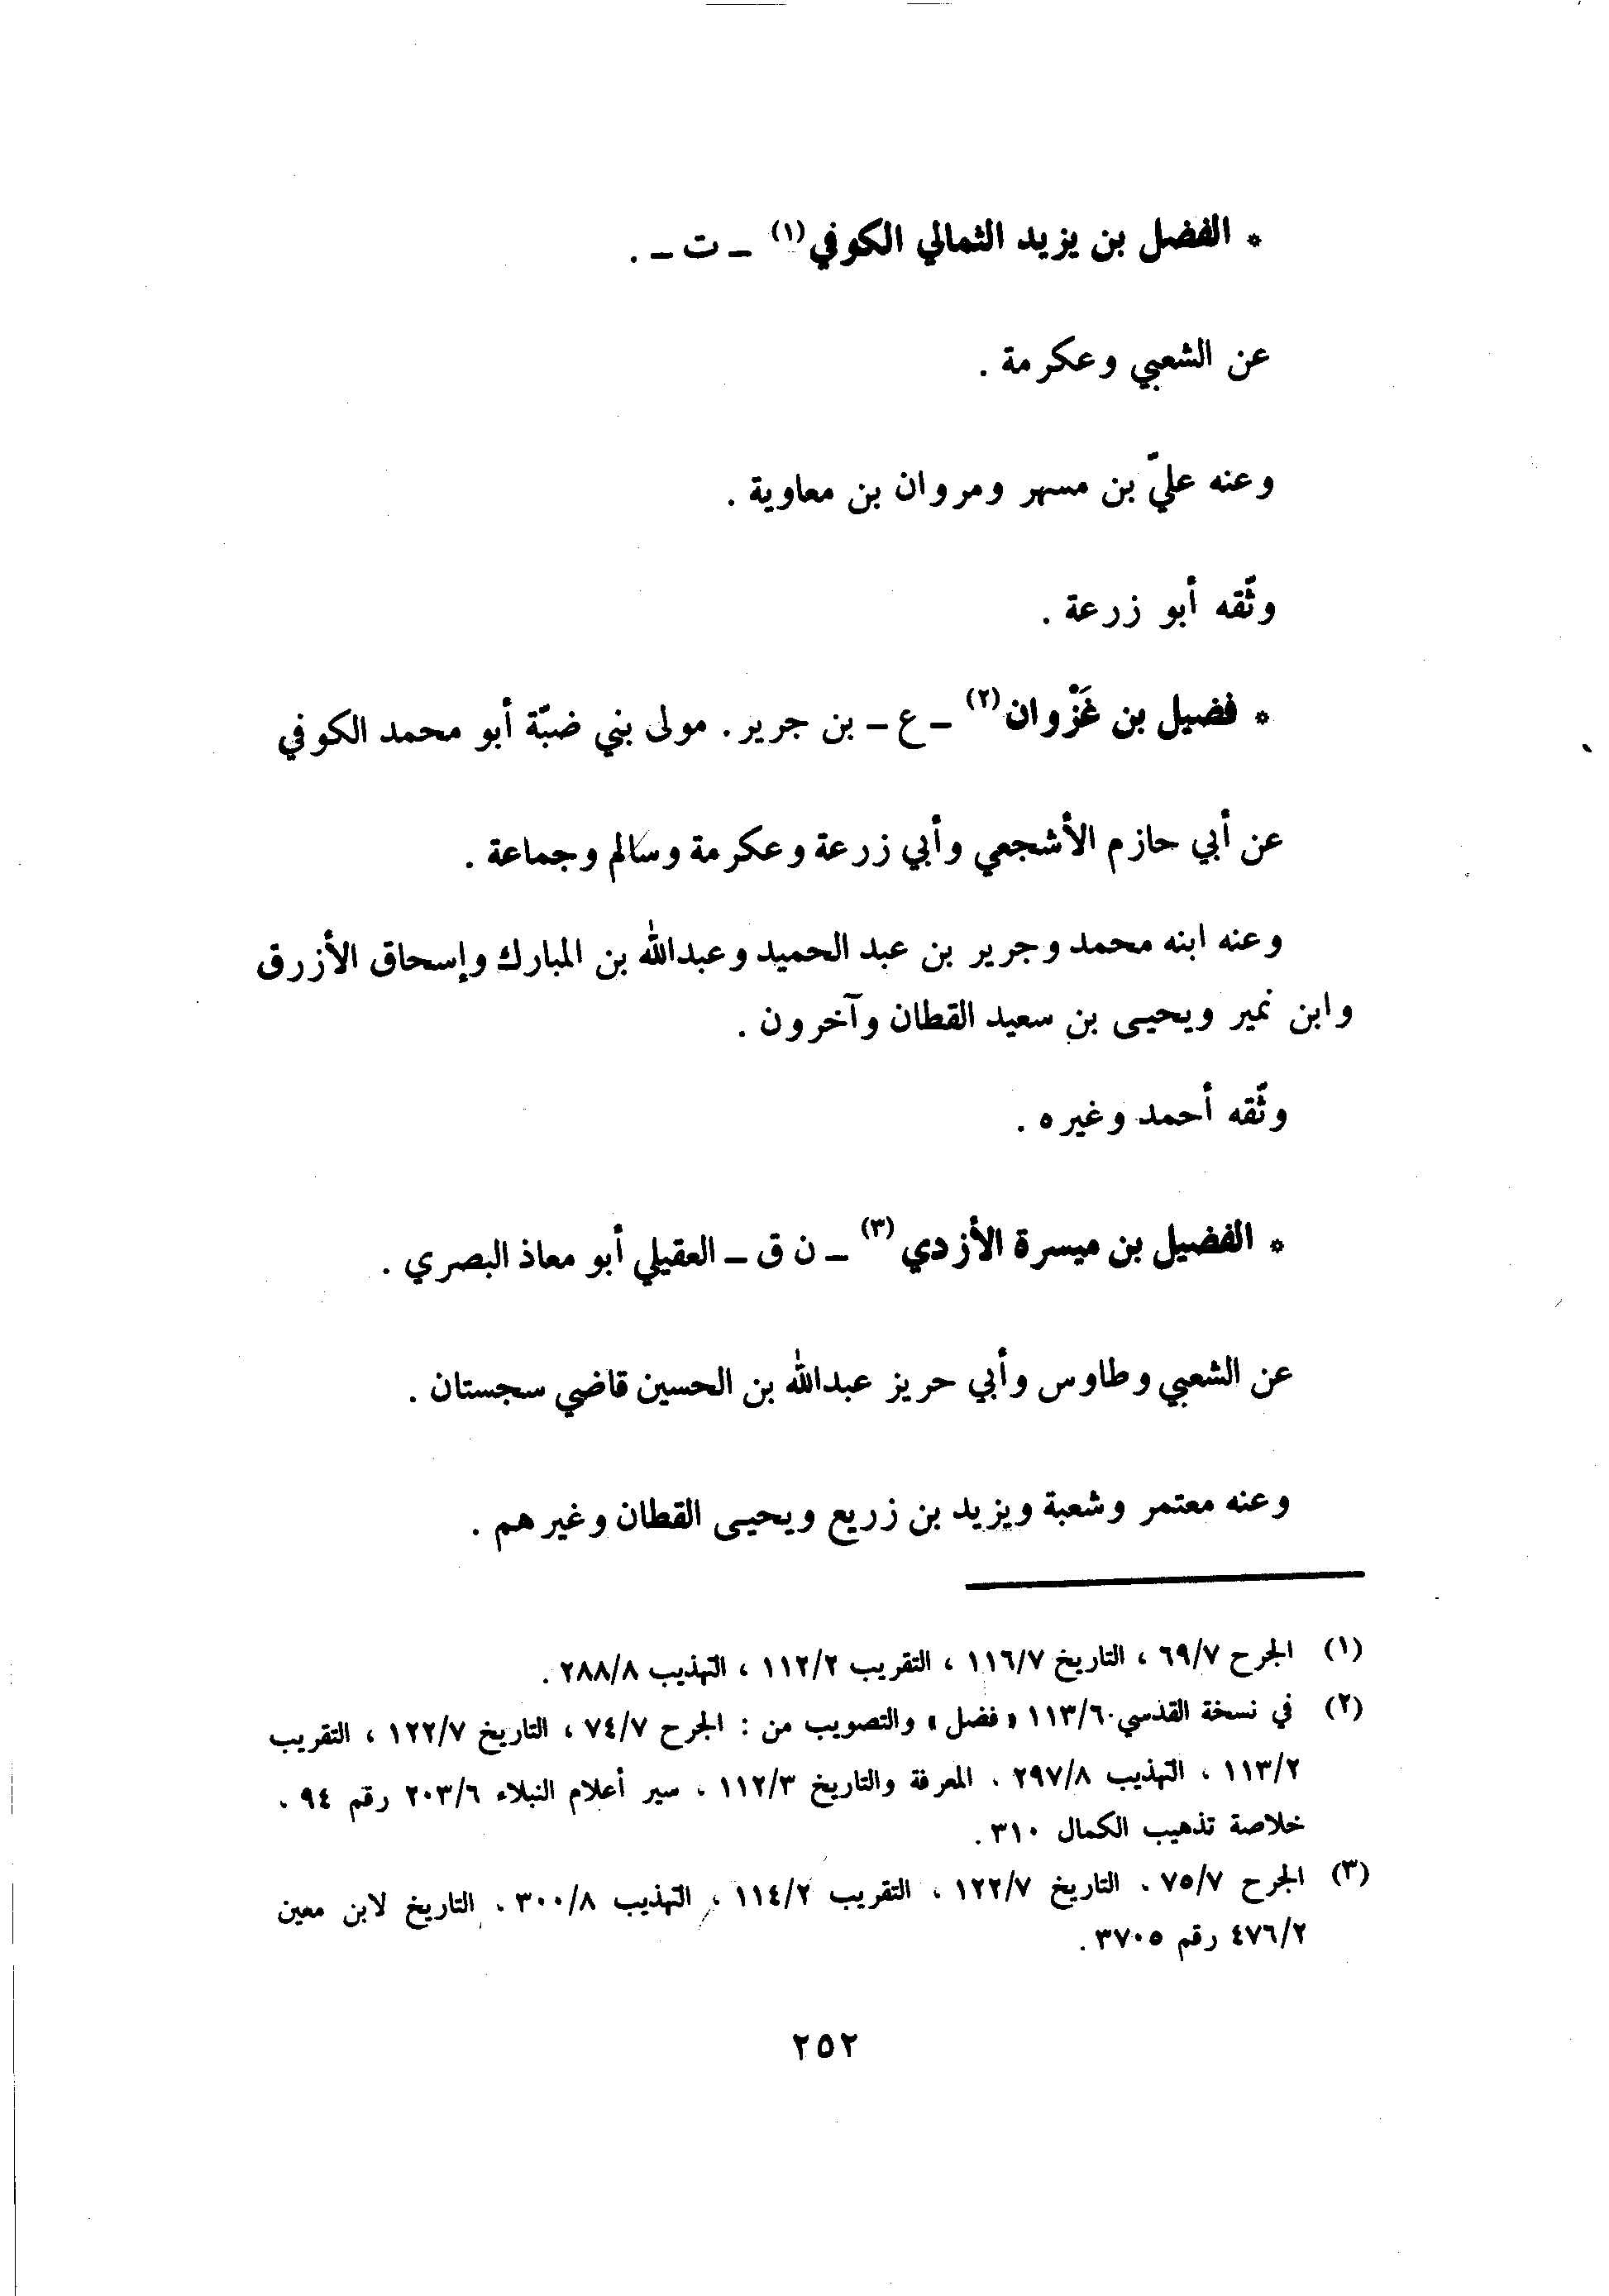 * الفضل بن يزيد الثمالي الكوفي(١) ـ ت ـ .
عن الشعبي وعكرمة .
وعنه عليّ بن مسهر ومروان بن معاوية .
وثّقه أبو زرعة .
* فضيل بن غَزْوان(٢) ـ ع ـ بن جرير . مولى بني ضبّة أبو محمد الكوفي
عن أبي حازم الأشجعي وأبي زرعة وعكرمة وسالم وجماعة .
وعنه ابنه محمد وجرير بن عبد الحميد وعبدالله بن المبارك وإسحاق الأزرق
وابن نمير ويحيى بن سعيد القطان وآخرون .
وثّقه أحمد وغيره .
* الفضيل بن ميسرة الأزدي(٣) ـ ن ق ـ العقيلي أبو معاذ البصري .
عن الشعبي وطاوس وأبي حريز عبدالله بن الحسين قاضي سجستان .
وعنه معتمر وشعبة ويزيد بن زريع ويحيى القطان وغيرهم .
(١) الجرح ٦٩/٧ ، التاريخ ١١٦/٧ ، التقريب ١١٢/٢ ، التهذيب ٢٨٨/٨ .
(٢) في نسخة القدسي ١١٣/٦ « فضل » والتصويب من : الجرح ٧٤/٧ ، التاريخ ١٢٢/٧ ، التقريب
١١٣/٢ ، التهذيب ٢٩٧/٨ . المعرفة والتاريخ ١١٢/٣ ، سير أعلام النبلاء ٢٠٣/٦ رقم ٩٤ .
خلاصة تذهيب الكمال ٣١٠ .
(٣) الجرح ٧٥/٧ . التاريخ ١٢٢/٧ ، التقريب ١١٤/٢ ، التهذيب ٣٠٠/٨ . التاريخ لابن معين
٤٧٦/٢ رقم ٣٧٠٥ .
٢٥٢